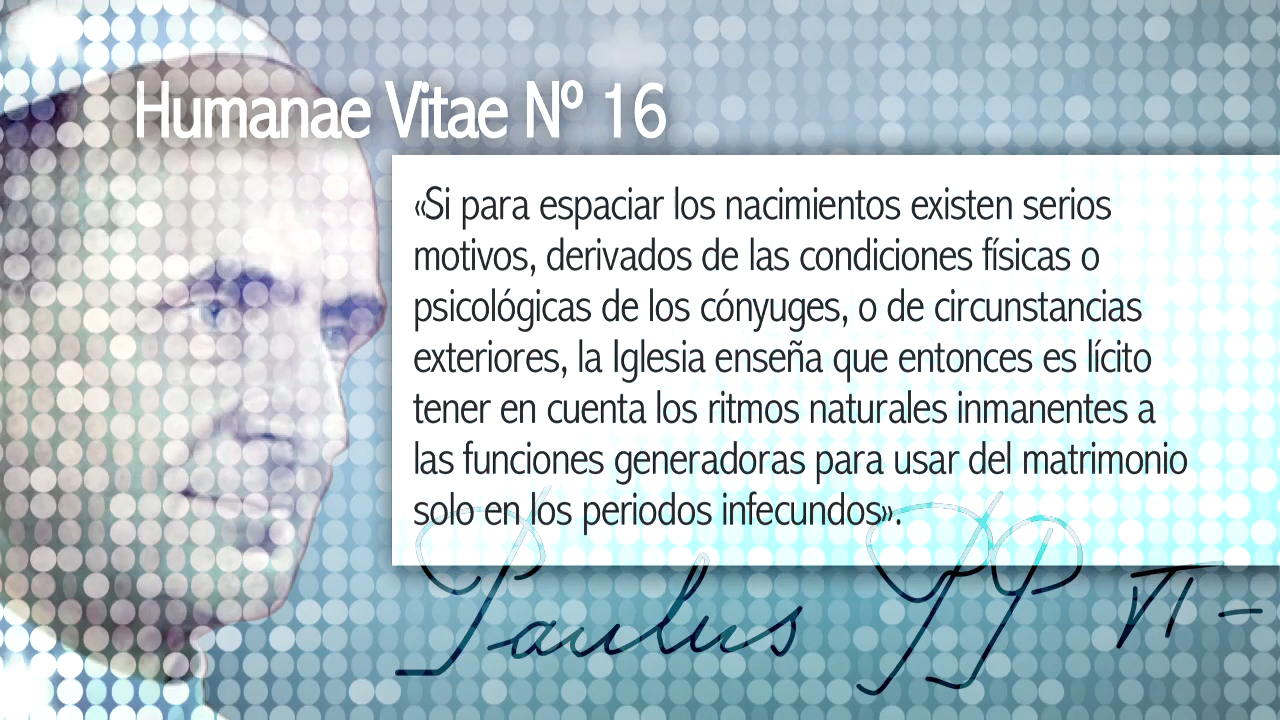 Humanae Vitae Nº 16
«Si para espaciar los nacimientos existen serios
motivos, derivados de las condiciones físicas o
psicológicas de los cónyuges, o de circunstancias
exteriores, la Iglesia enseña que entonces es lícito
tener en cuenta los ritmos naturales inmanentes a
las funciones generadoras para usar del matrimonio
solo en los periodos infecundos».
Paulus PP VI -